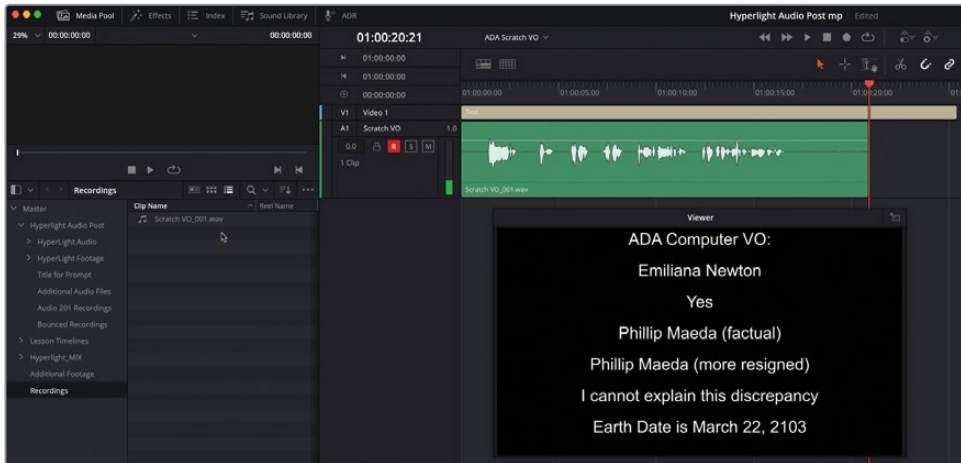 Media Pool Effects Index Sound Library ADR Hyperlight Audio Post mp Edited
29% 00:00:00:00 00:00:00:00 01:00:20:21 ADA Scratch VO
01:00:00:00
01:00:00:00
00:00:00:00
01:00:00:00 01:00:05:00 01:00:10:00 01:00:15:00 01:00:20:00 01:
V1 Video 1
Text
A1 Scratch VO 1.0
0.0 R S M
1 Clip
Scratch VO_001.wav
Recordings
Clip Name Reel Name
Scratch VO_001.wav
Master
Hyperlight Audio Post
HyperLight Audio
HyperLight Footage
Title for Prompt
Additional Audio Files
Audio 201 Recordings
Bounced Recordings
Lesson Timelines
Hyperlight_MIX
Additional Footage
Recordings
Viewer
ADA Computer VO:
Emiliana Newton
Yes
Phillip Maeda (factual)
Phillip Maeda (more resigned)
I cannot explain this discrepancy
Earth Date is March 22, 2103